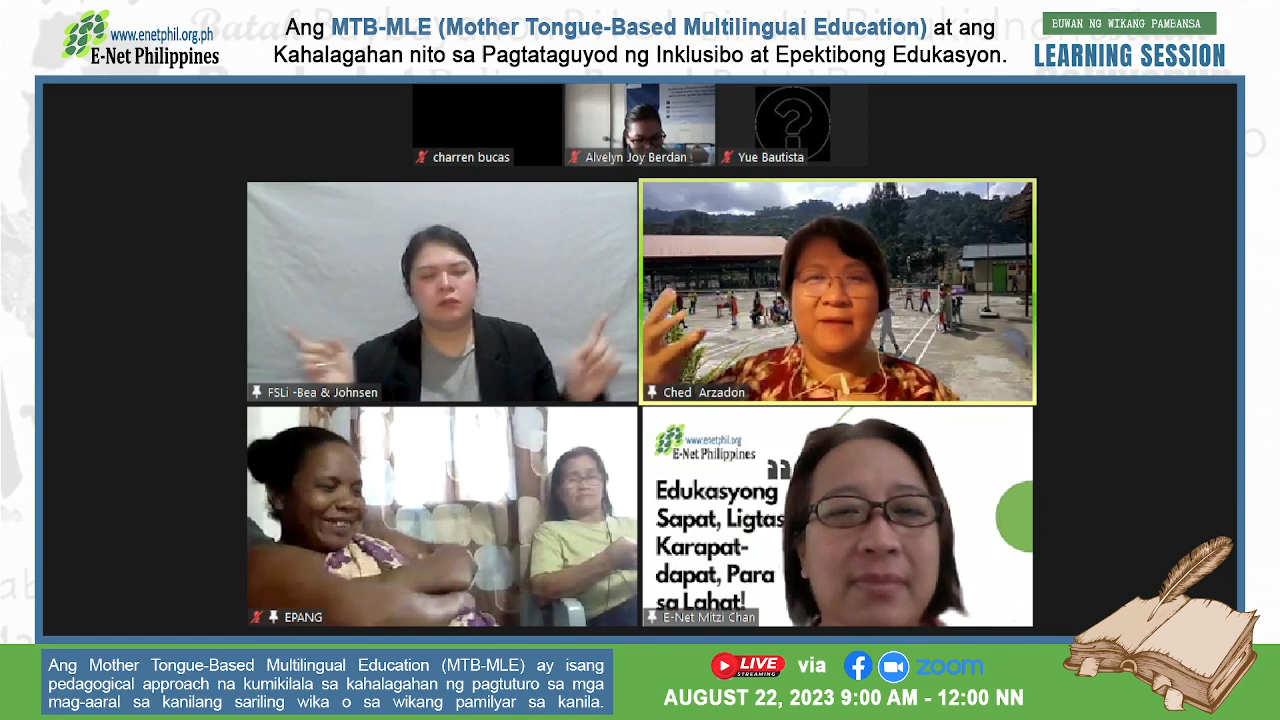 www.enetphil.org.ph
E-Net Philippines
Ang MTB-MLE (Mother Tongue-Based Multilingual Education) at ang
Kahalagahan nito sa Pagtataguyod ng Inklusibo at Epektibong Edukasyon.
BUWAN NG WIKANG PAMBANSA
LEARNING SESSION
charren bucas
Alvelyn Joy Berdan
Yue Bautista
FSLi -Bea & Johnsen
Ched Arzadon
EPANG
www.enetphil.org
E-Net Philippines
Edukasyong
Sapat, Ligtas
Karapat-
dapat, Para
sa Lahat!
E-Net Mitzi Chan
Ang Mother Tongue-Based Multilingual Education (MTB-MLE) ay isang
pedagogical approach na kumikilala sa kahalagahan ng pagtuturo sa mga
mag-aaral sa kanilang sariling wika o sa wikang pamilyar sa kanila.
LIVE
STREAMING
via
zoom
AUGUST 22, 2023 9:00 AM - 12:00 NN